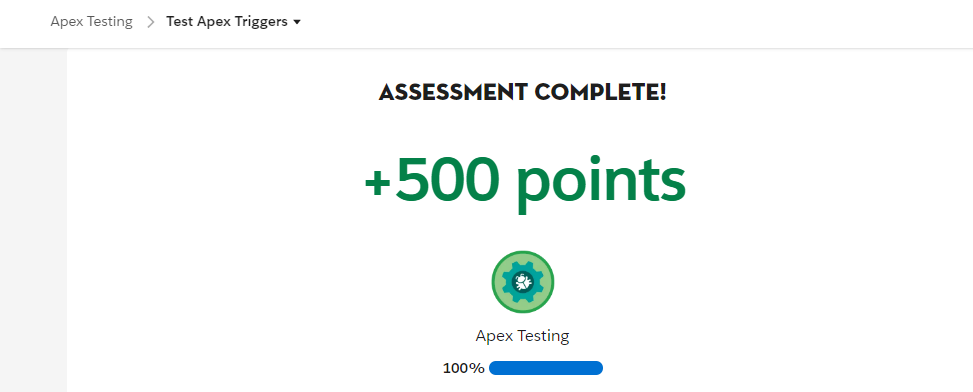 Apex Testing > Test Apex Triggers
ASSESSMENT COMPLETE!
+500 points
Apex Testing
100%